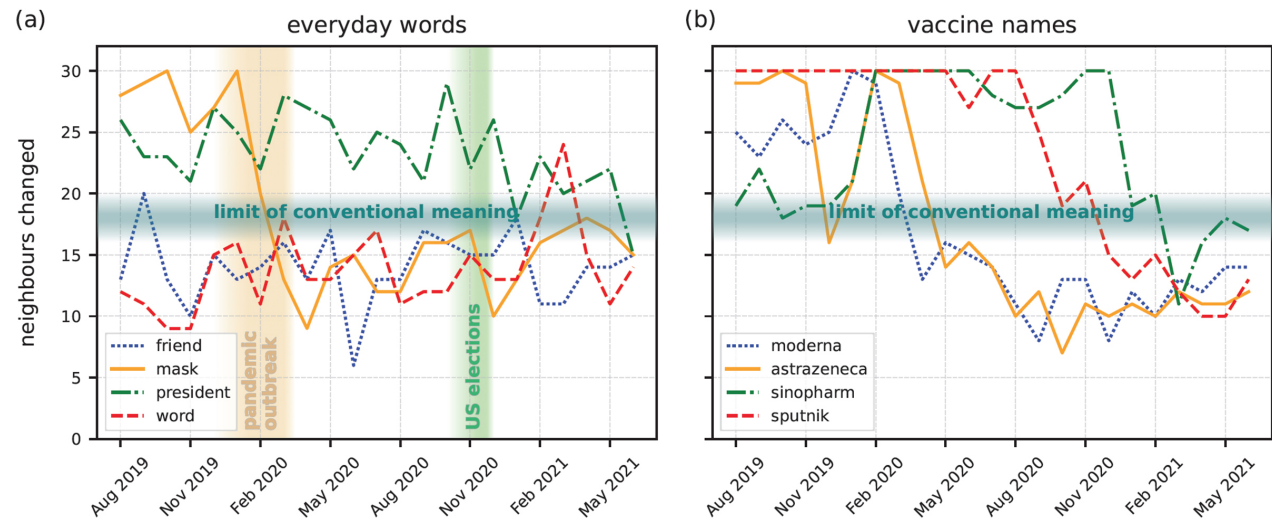 (a)
everyday words
neighbours changed
30
25
20
15
10
5
0
limit of conventional meaning
pandemic
outbreak
US elections
friend
mask
president
word
Aug 2019
Nov 2019
Feb 2020
May 2020
Aug 2020
Nov 2020
Feb 2021
May 2021
(b)
vaccine names
limit of conventional meaning
moderna
astrazeneca
sinopharm
sputnik
Aug 2019
Nov 2019
Feb 2020
May 2020
Aug 2020
Nov 2020
Feb 2021
May 2021